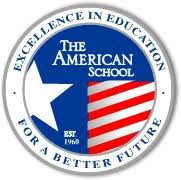 · EXCELLENCE IN EDUCATION ·
THE
AMERICAN
SCHOOL
EST
1960
FOR A BETTER FUTURE